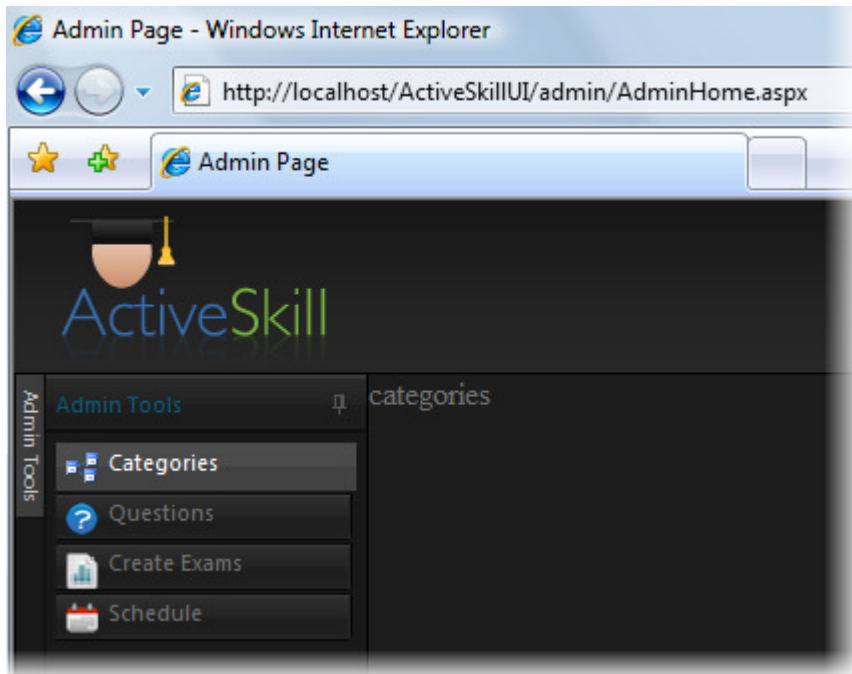 Admin Page - Windows Internet Explorer
http://localhost/ActiveSkillUI/admin/AdminHome.aspx
Admin Page
ActiveSkill
Admin Tools
Admin Tools
categories
Categories
Questions
Create Exams
Schedule